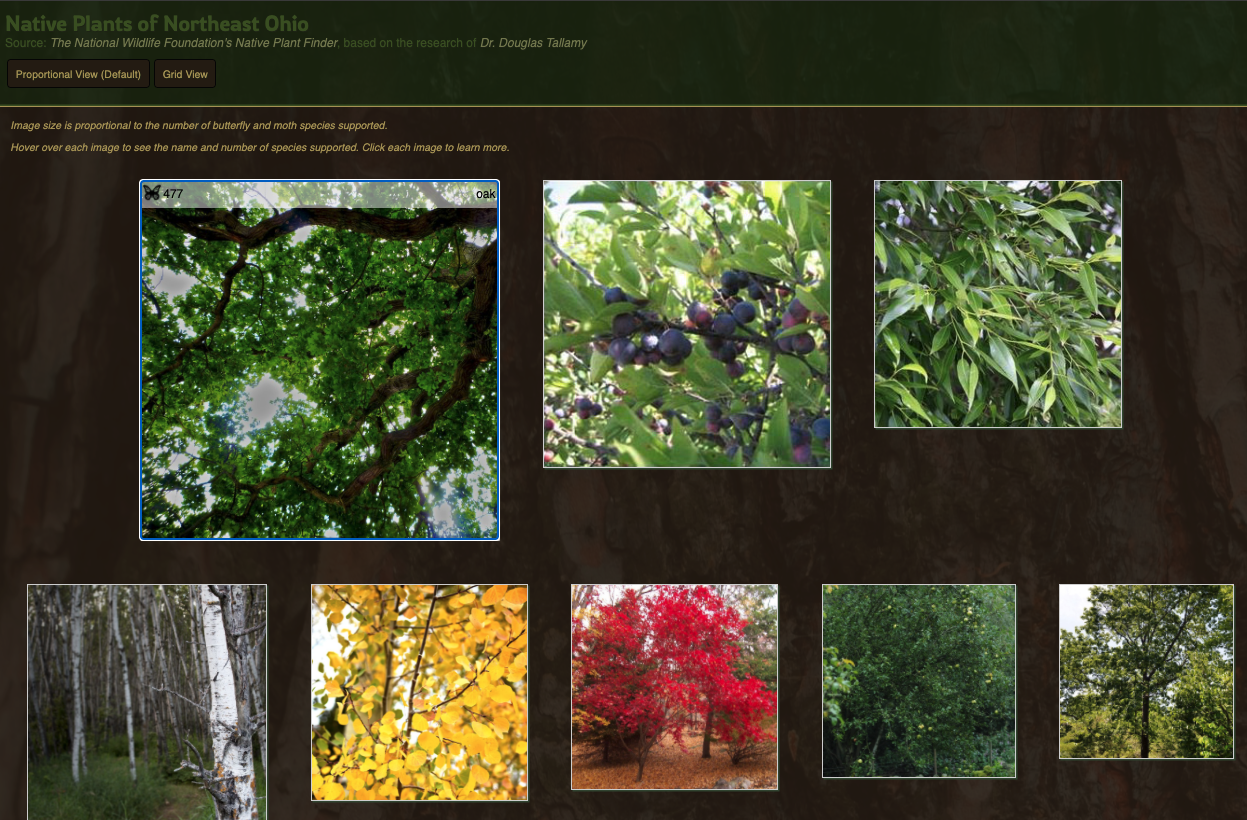 Native Plants of Northeast Ohio
Source: The National Wildlife Foundation's Native Plant Finder, based on the research of Dr. Douglas Tallamy
Proportional View (Default) Grid View
Image size is proportional to the number of butterfly and moth species supported.
Hover over each image to see the name and number of species supported. Click each image to learn more.
477 oak